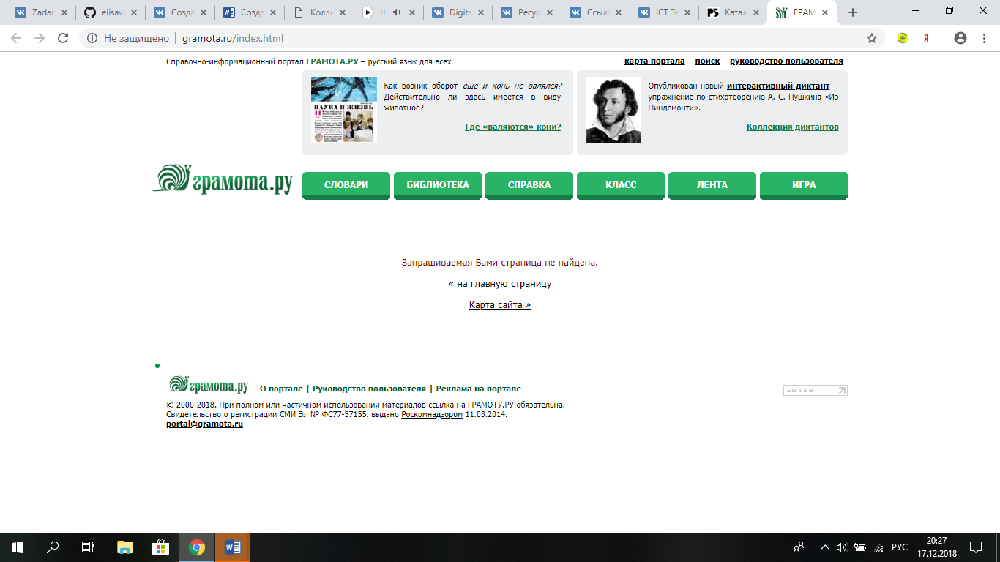 Zadan
elisave
Созда
Созда
Колле
Ш
Digita
Ресур
Ссыл
ICT Te
Катал
ГРАМ
Не защищено
gramota.ru/index.html
Справочно-информационный портал ГРАМОТА.РУ – русский язык для всех
карта портала поиск руководство пользователя
Как возник оборот еще и конь не валялся?
Действительно ли здесь имеется в виду
животное?
Где «валяются» кони?
НАУКА И ЖИЗНЬ
Опубликован новый интерактивный диктант –
упражнение по стихотворению А. С. Пушкина «Из
Пиндемонти».
Коллекция диктантов
грамота.ру
СЛОВАРИ
БИБЛИОТЕКА
СПРАВКА
КЛАСС
ЛЕНТА
ИГРА
Запрашиваемая Вами страница не найдена.
« на главную страницу
Карта сайта »
грамота.ру
О портале | Руководство пользователя | Реклама на портале
© 2000-2018. При полном или частичном использовании материалов ссылка на ГРАМОТУ.РУ обязательна.
Свидетельство о регистрации СМИ Эл № ФС77-57155, выдано Роскомнадзором 11.03.2014.
portal@gramota.ru
РУС
20:27
17.12.2018